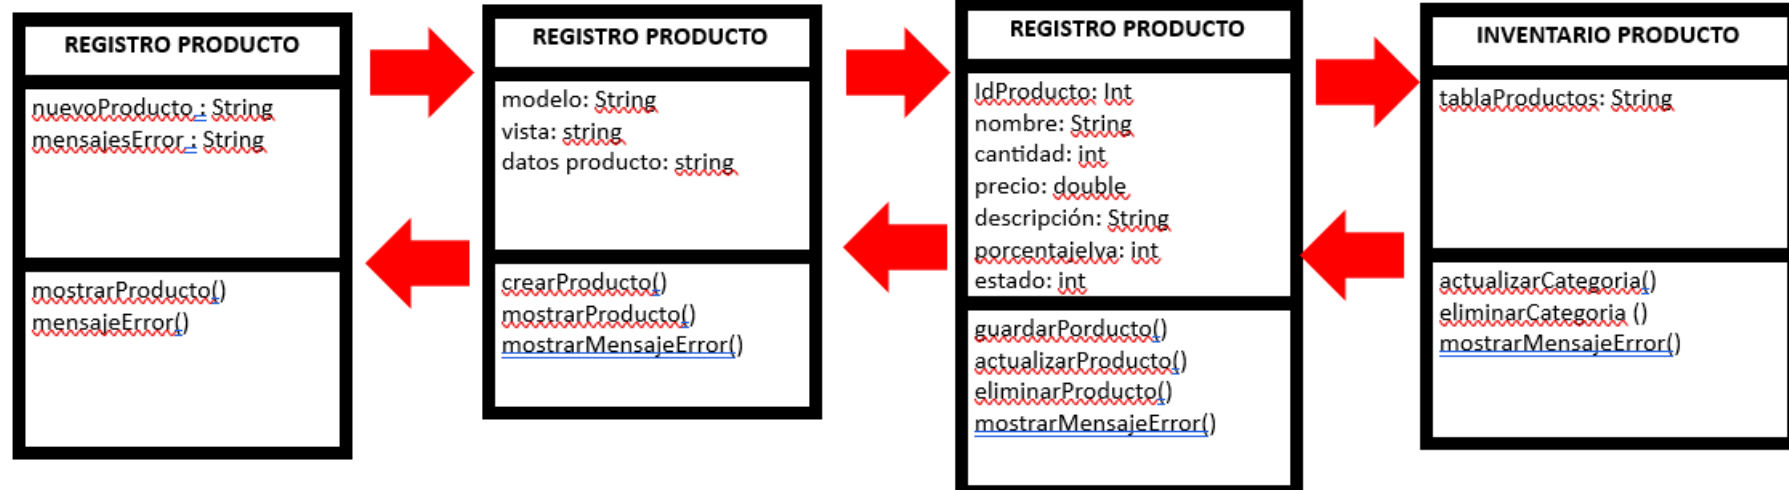 REGISTRO PRODUCTO
nuevoProducto : String
mensajesError : String
mostrarProducto()
mensajeError()
REGISTRO PRODUCTO
modelo: String
vista: string
datos producto: string
crearProducto()
mostrarProducto()
mostrarMensajeError()
REGISTRO PRODUCTO
IdProducto: Int
nombre: String
cantidad: int
precio: double
descripción: String
porcentajeIva: int
estado: int
guardarPorducto()
actualizarProducto()
eliminarProducto()
mostrarMensajeError()
INVENTARIO PRODUCTO
tablaProductos: String
actualizarCategoria()
eliminarCategoria ()
mostrarMensajeError()